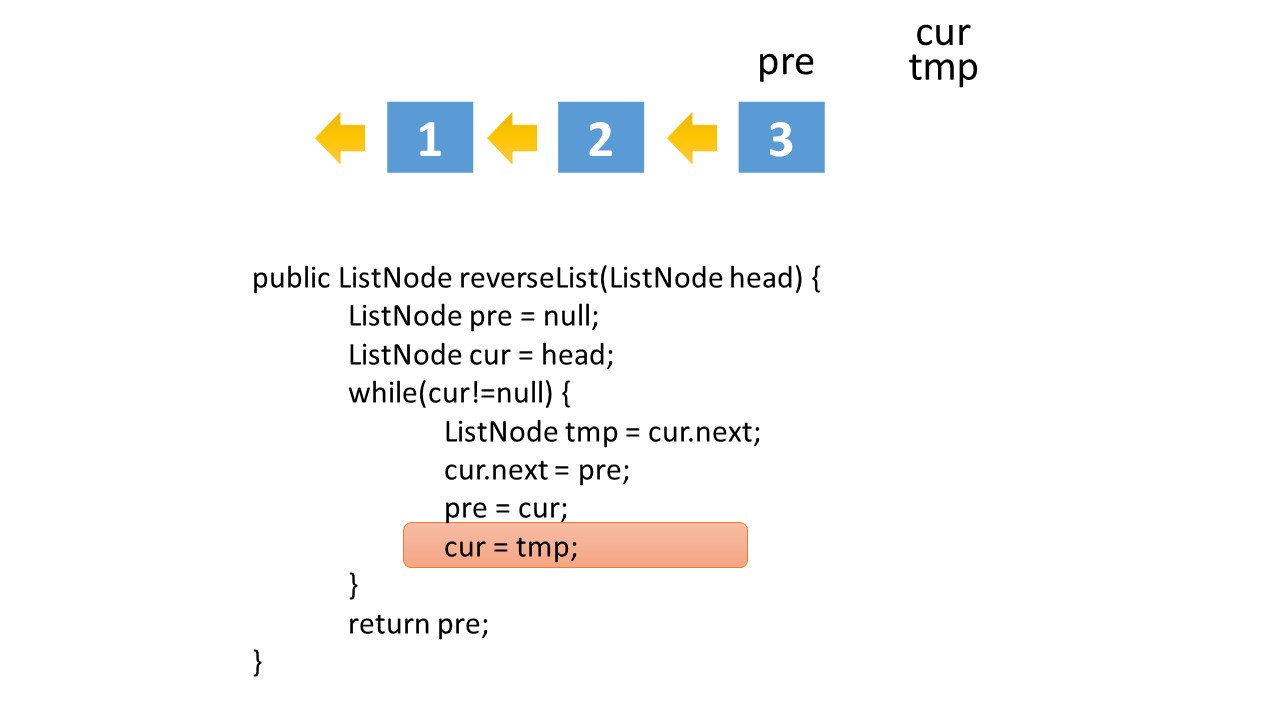 cur
pre tmp
1 2 3
public ListNode reverseList(ListNode head) {
ListNode pre = null;
ListNode cur = head;
while(cur!=null) {
ListNode tmp = cur.next;
cur.next = pre;
pre = cur;
cur = tmp;
}
return pre;
}